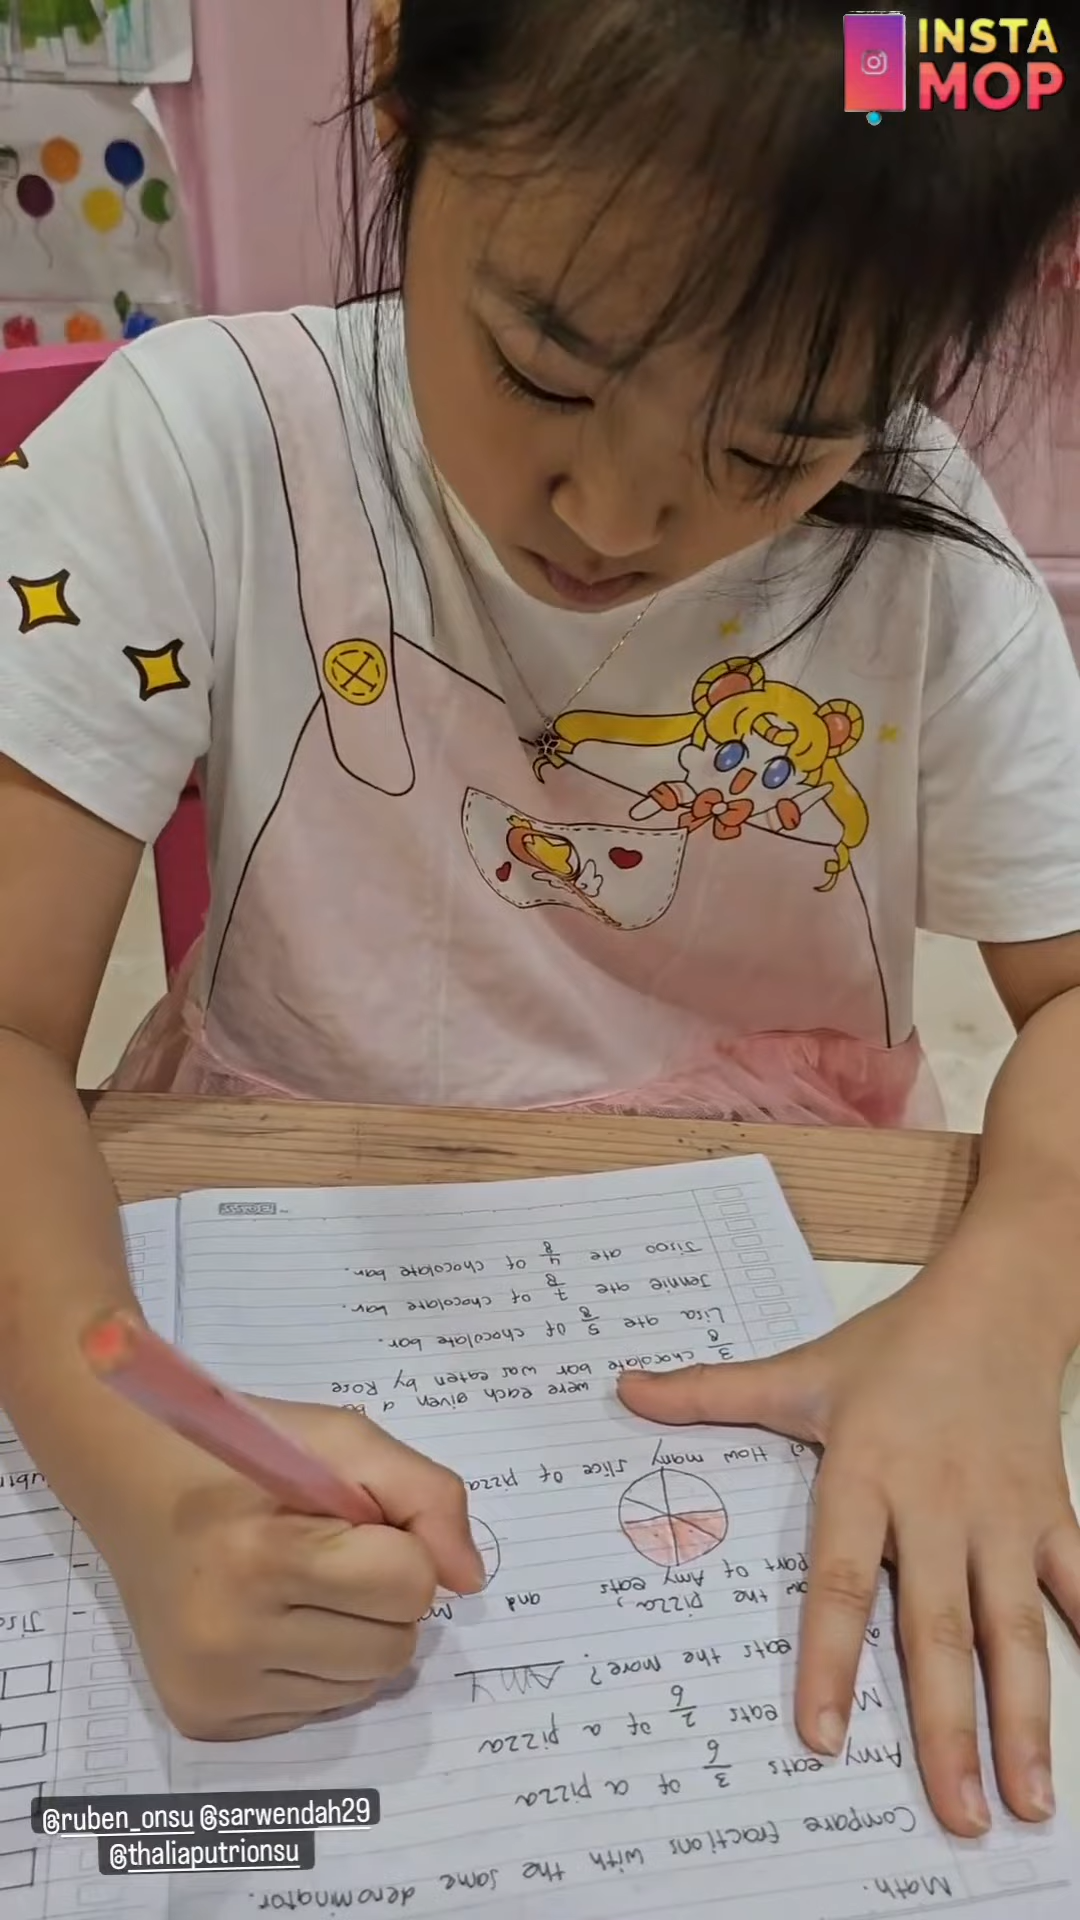 INSTA
MOP
Math.
Compare fractions with the same denominator.
Amy eats 3/6 of a pizza
M eats 2/6 of a pizza
eats the more? AMY
the pizza,
part of Amy eats and
How many slice of pizza
were each given a
3/8 chocolate bar was eaten by Rose
Lisa ate 5/8 of chocolate bar.
Jennie ate 7/8 of chocolate bar.
Jisoo ate 4/8 of chocolate bar.
@ruben_onsu @sarwendah29
@thaliaputrionsu